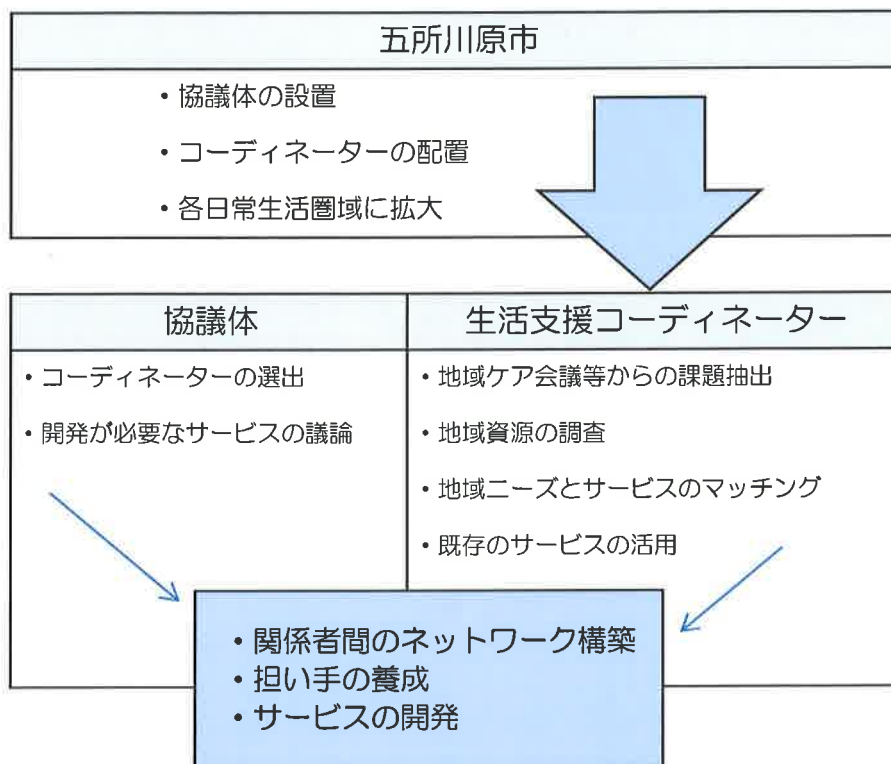 五所川原市
・協議体の設置
・コーディネーターの配置
・各日常生活圏域に拡大
協議体
・コーディネーターの選出
・開発が必要なサービスの議論
生活支援コーディネーター
・地域ケア会議等からの課題抽出
・地域資源の調査
・地域ニーズとサービスのマッチング
・既存のサービスの活用
・関係者間のネットワーク構築
・担い手の養成
・サービスの開発